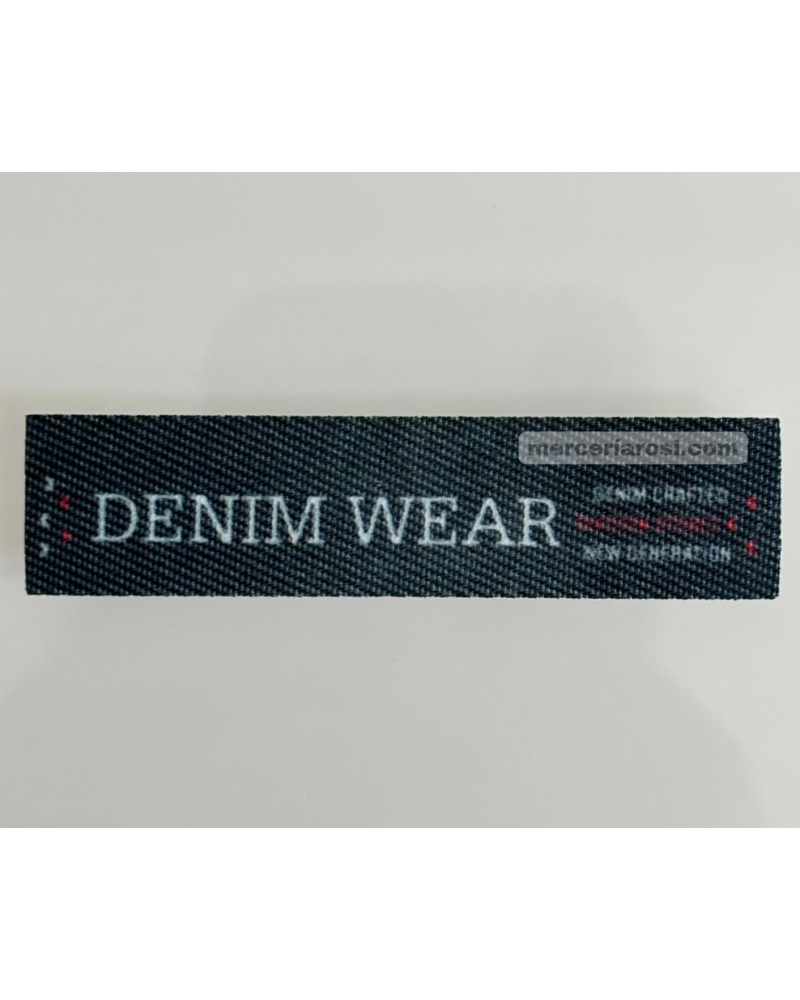 merceriarosi.com
DENIM WEAR
DENIM CRAFTED
NEW GENERATION